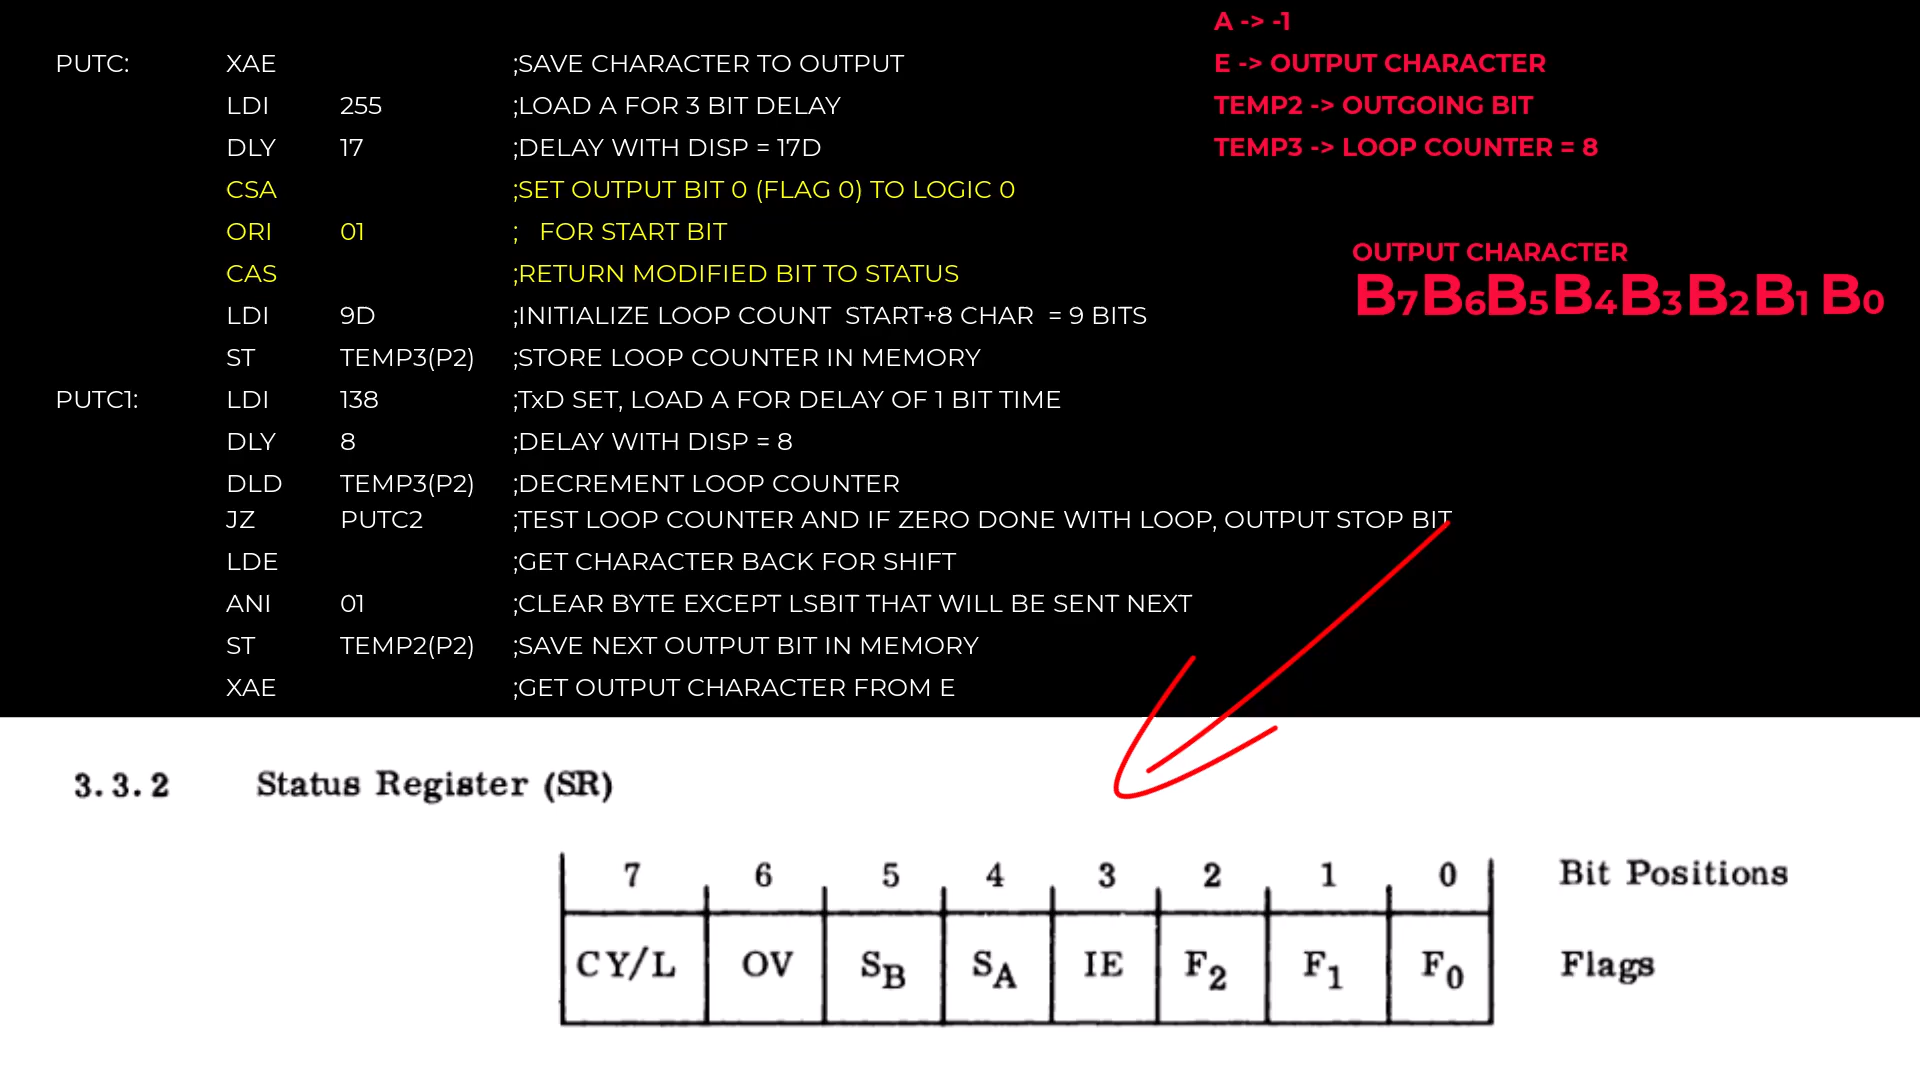 A -> -1
PUTC: XAE ;SAVE CHARACTER TO OUTPUT E -> OUTPUT CHARACTER
LDI 255 ;LOAD A FOR 3 BIT DELAY TEMP2 -> OUTGOING BIT
DLY 17 ;DELAY WITH DISP = 17D TEMP3 -> LOOP COUNTER = 8
CSA ;SET OUTPUT BIT 0 (FLAG 0) TO LOGIC 0
ORI 01 ; FOR START BIT
OUTPUT CHARACTER
CAS ;RETURN MODIFIED BIT TO STATUS
B7 B6 B5 B4 B3 B2 B1 B0
LDI 9D ;INITIALIZE LOOP COUNT START+8 CHAR = 9 BITS
ST TEMP3(P2) ;STORE LOOP COUNTER IN MEMORY
PUTC1: LDI 138 ;TxD SET, LOAD A FOR DELAY OF 1 BIT TIME
DLY 8 ;DELAY WITH DISP = 8
DLD TEMP3(P2) ;DECREMENT LOOP COUNTER
JZ PUTC2 ;TEST LOOP COUNTER AND IF ZERO DONE WITH LOOP, OUTPUT STOP BIT
LDE ;GET CHARACTER BACK FOR SHIFT
ANI 01 ;CLEAR BYTE EXCEPT LSBIT THAT WILL BE SENT NEXT
ST TEMP2(P2) ;SAVE NEXT OUTPUT BIT IN MEMORY
XAE ;GET OUTPUT CHARACTER FROM E
3.3.2 Status Register (SR)
7 6 5 4 3 2 1 0 Bit Positions
CY/L OV SB SA IE F2 F1 F0 Flags